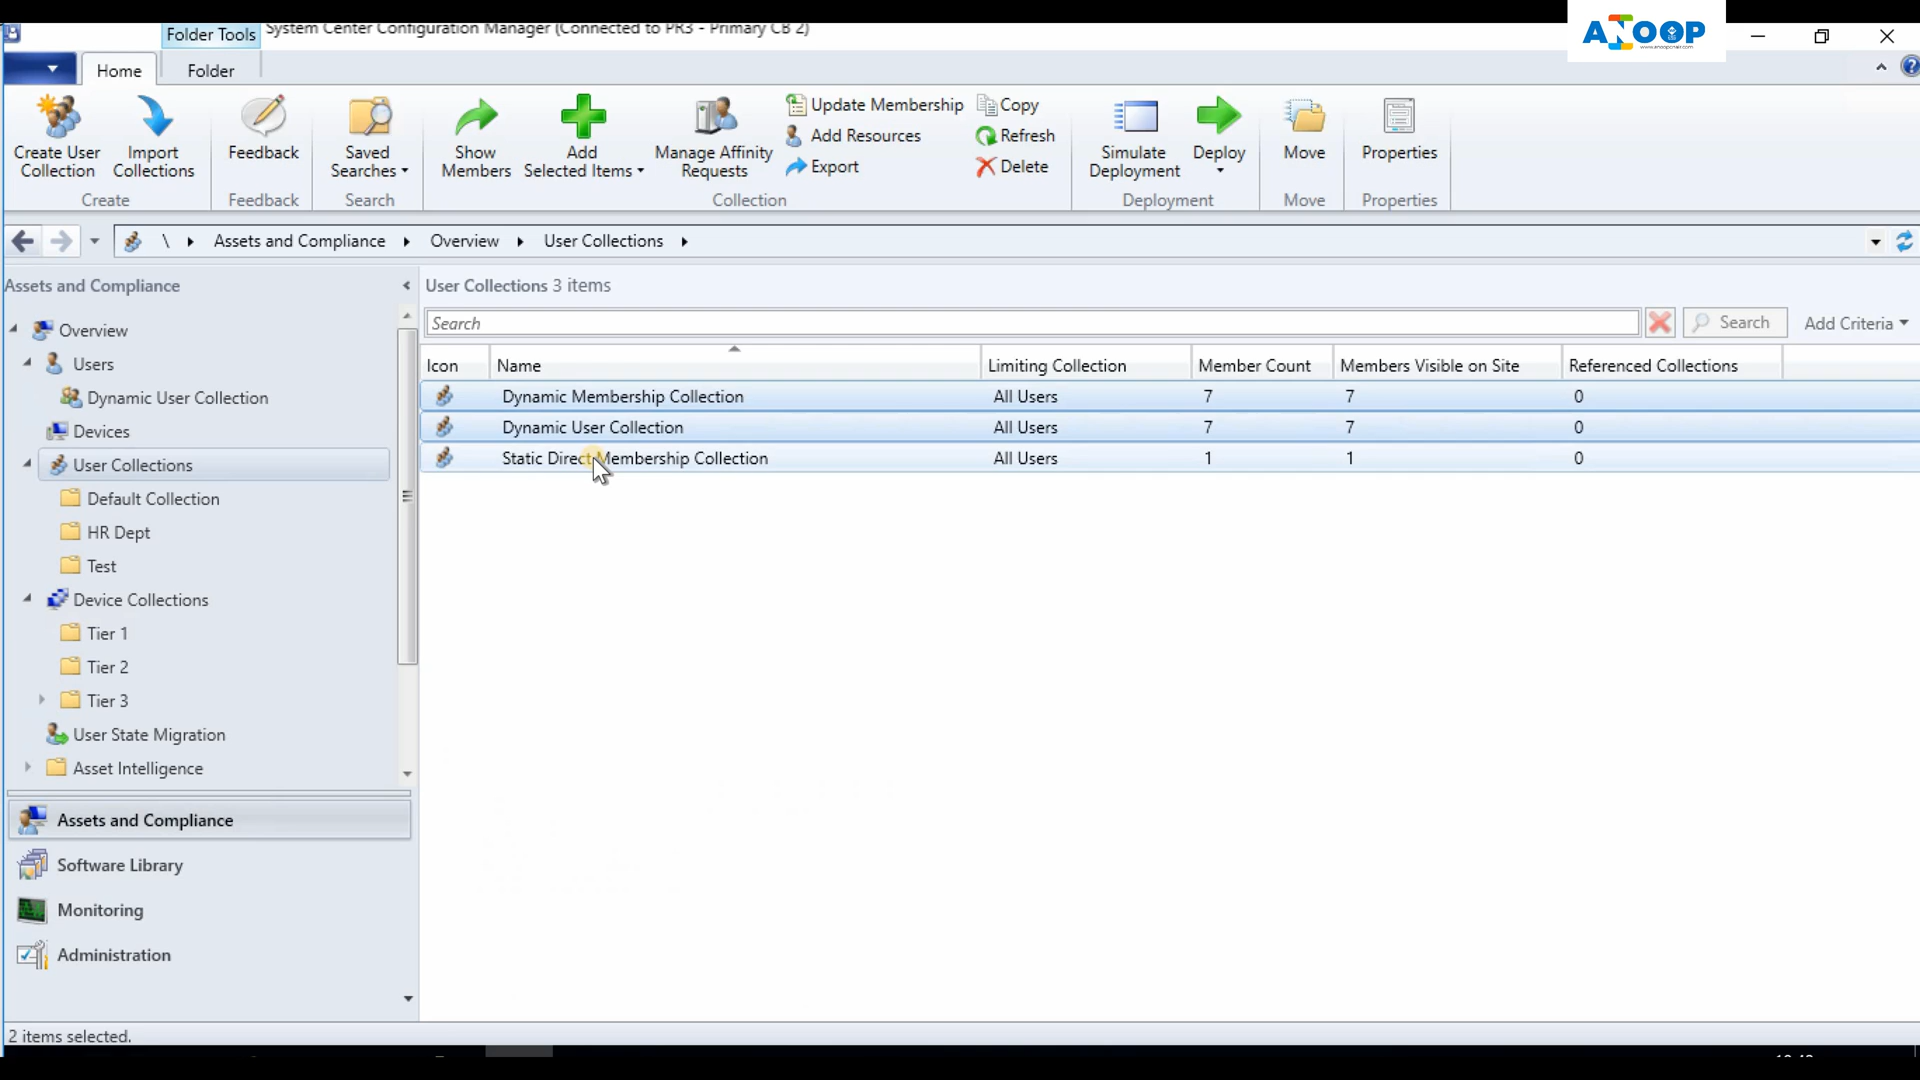 Folder Tools
System Center Configuration Manager (Connected to PR3 - Primary CB 2)
ANOOP
Home
Folder
Create User Collection
Import Collections
Create
Feedback
Feedback
Saved Searches
Search
Show Members
Add Selected Items
Manage Affinity Requests
Update Membership
Add Resources
Export
Copy
Refresh
Delete
Collection
Simulate Deployment
Deploy
Deployment
Move
Move
Properties
Properties
\ Assets and Compliance Overview User Collections
Assets and Compliance
Overview
Users
Dynamic User Collection
Devices
User Collections
Default Collection
HR Dept
Test
Device Collections
Tier 1
Tier 2
Tier 3
User State Migration
Asset Intelligence
Assets and Compliance
Software Library
Monitoring
Administration
User Collections 3 items
Search
Search
Add Criteria
Icon Name Limiting Collection Member Count Members Visible on Site Referenced Collections
Dynamic Membership Collection All Users 7 7 0
Dynamic User Collection All Users 7 7 0
Static Direct Membership Collection All Users 1 1 0
2 items selected.